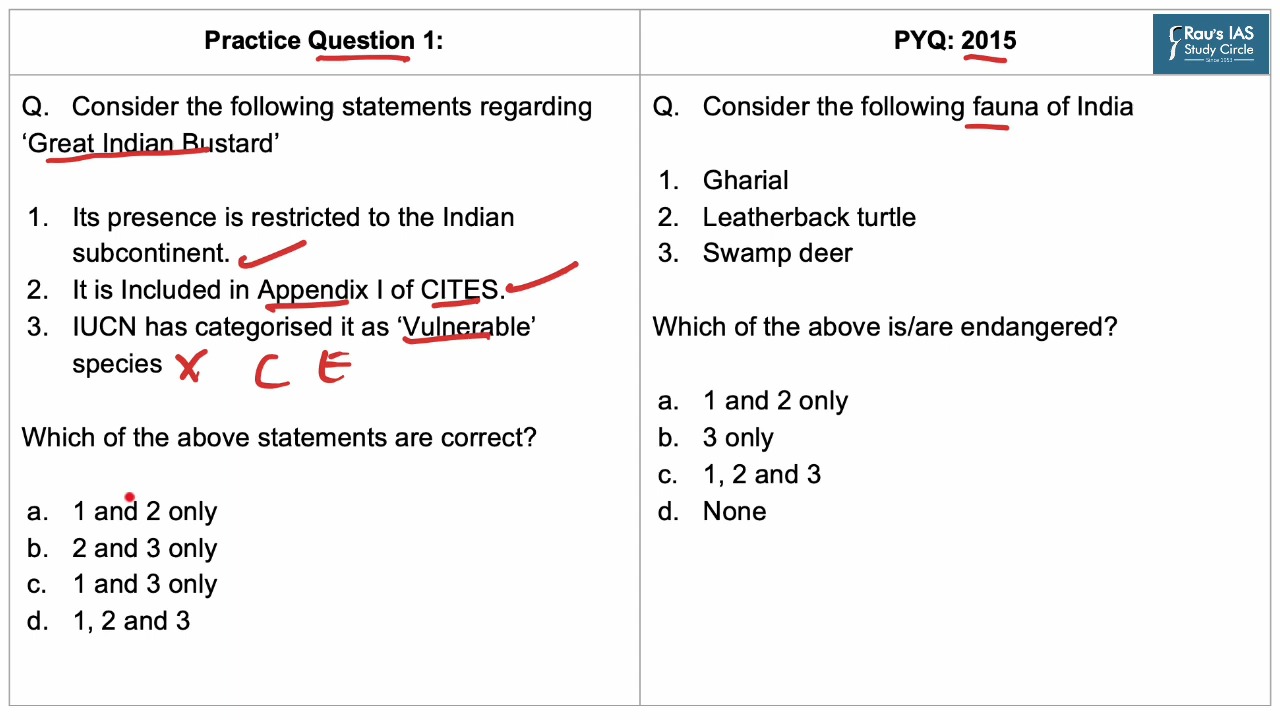 Practice Question 1:
Q. Consider the following statements regarding
‘Great Indian Bustard’
1. Its presence is restricted to the Indian
subcontinent.
2. It is Included in Appendix I of CITES.
3. IUCN has categorised it as ‘Vulnerable’
species X C E
Which of the above statements are correct?
a. 1 and 2 only
b. 2 and 3 only
c. 1 and 3 only
d. 1, 2 and 3
PYQ: 2015
Rau's IAS
Study Circle
Since 1953
Q. Consider the following fauna of India
1. Gharial
2. Leatherback turtle
3. Swamp deer
Which of the above is/are endangered?
a. 1 and 2 only
b. 3 only
c. 1, 2 and 3
d. None